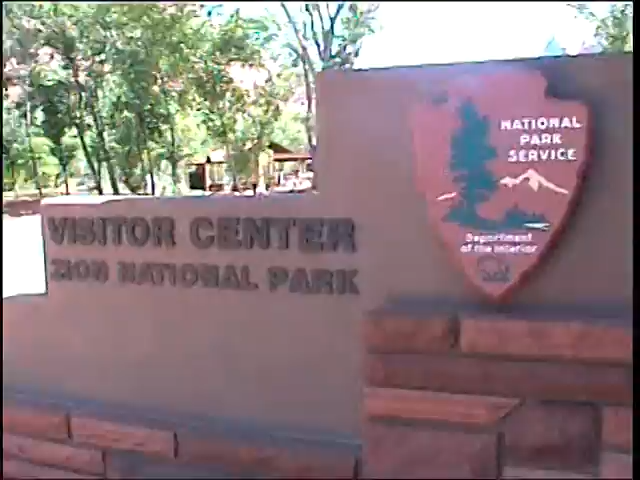 VISITOR CENTER
ZION NATIONAL PARK
NATIONAL
PARK
SERVICE
Department
of the Interior